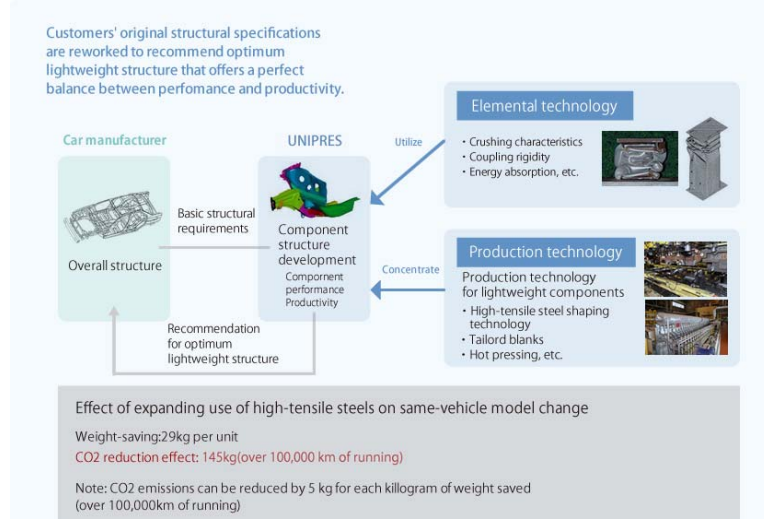 Customers' original structural specifications
are reworked to recommend optimum
lightweight structure that offers a perfect
balance between perfomance and productivity.
Car manufacturer
UNIPRES
Utilize
Elemental technology
・Crushing characteristics
・Coupling rigidity
・Energy absorption, etc.
Basic structural
requirements
Overall structure
Component
structure
development
Compornent
performance
Productivity
Concentrate
Production technology
Production technology
for lightweight components
・High-tensile steel shaping
technology
・Tailord blanks
・Hot pressing, etc.
Recommendation
for optimum
lightweight structure
Effect of expanding use of high-tensile steels on same-vehicle model change
Weight-saving:29kg per unit
CO2 reduction effect: 145kg(over 100,000 km of running)
Note: CO2 emissions can be reduced by 5 kg for each killogram of weight saved
(over 100,000km of running)